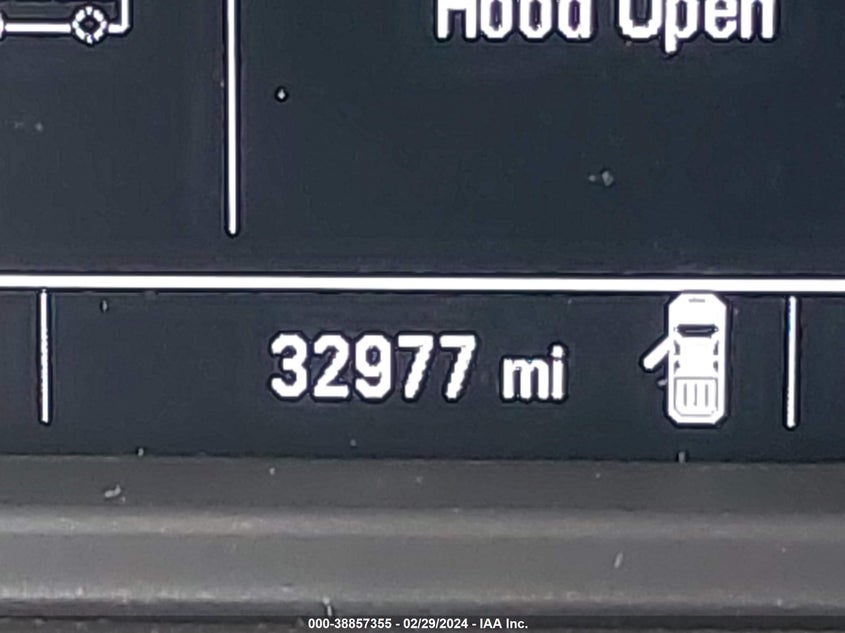 Hood Open
32977 mi
000-38857355 - 02/29/2024 - IAA Inc.